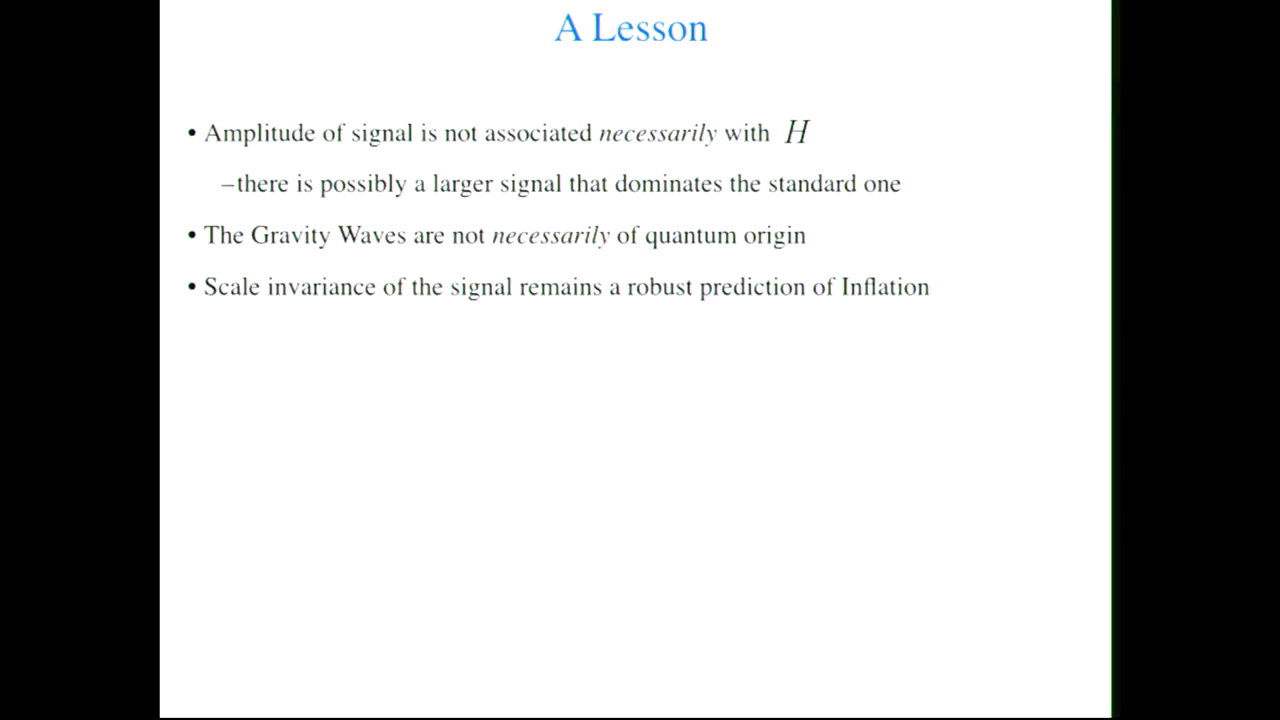 A Lesson
• Amplitude of signal is not associated necessarily with H
–there is possibly a larger signal that dominates the standard one
• The Gravity Waves are not necessarily of quantum origin
• Scale invariance of the signal remains a robust prediction of Inflation